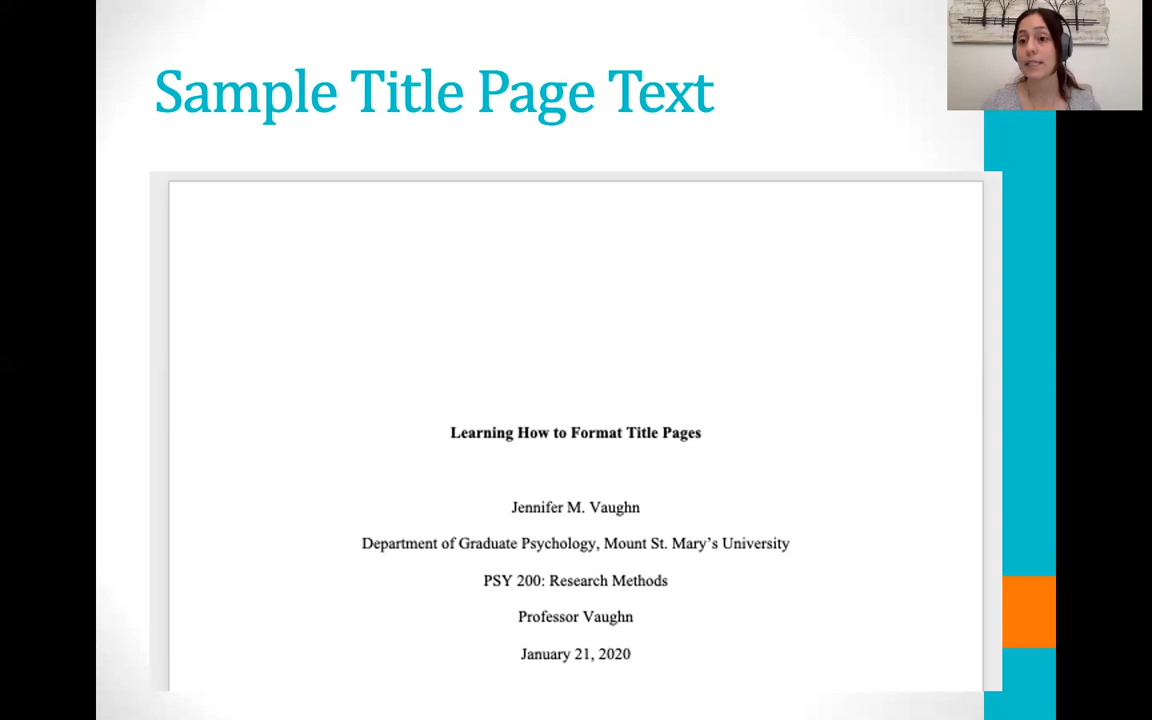 Sample Title Page Text
Learning How to Format Title Pages
Jennifer M. Vaughn
Department of Graduate Psychology, Mount St. Mary’s University
PSY 200: Research Methods
Professor Vaughn
January 21, 2020